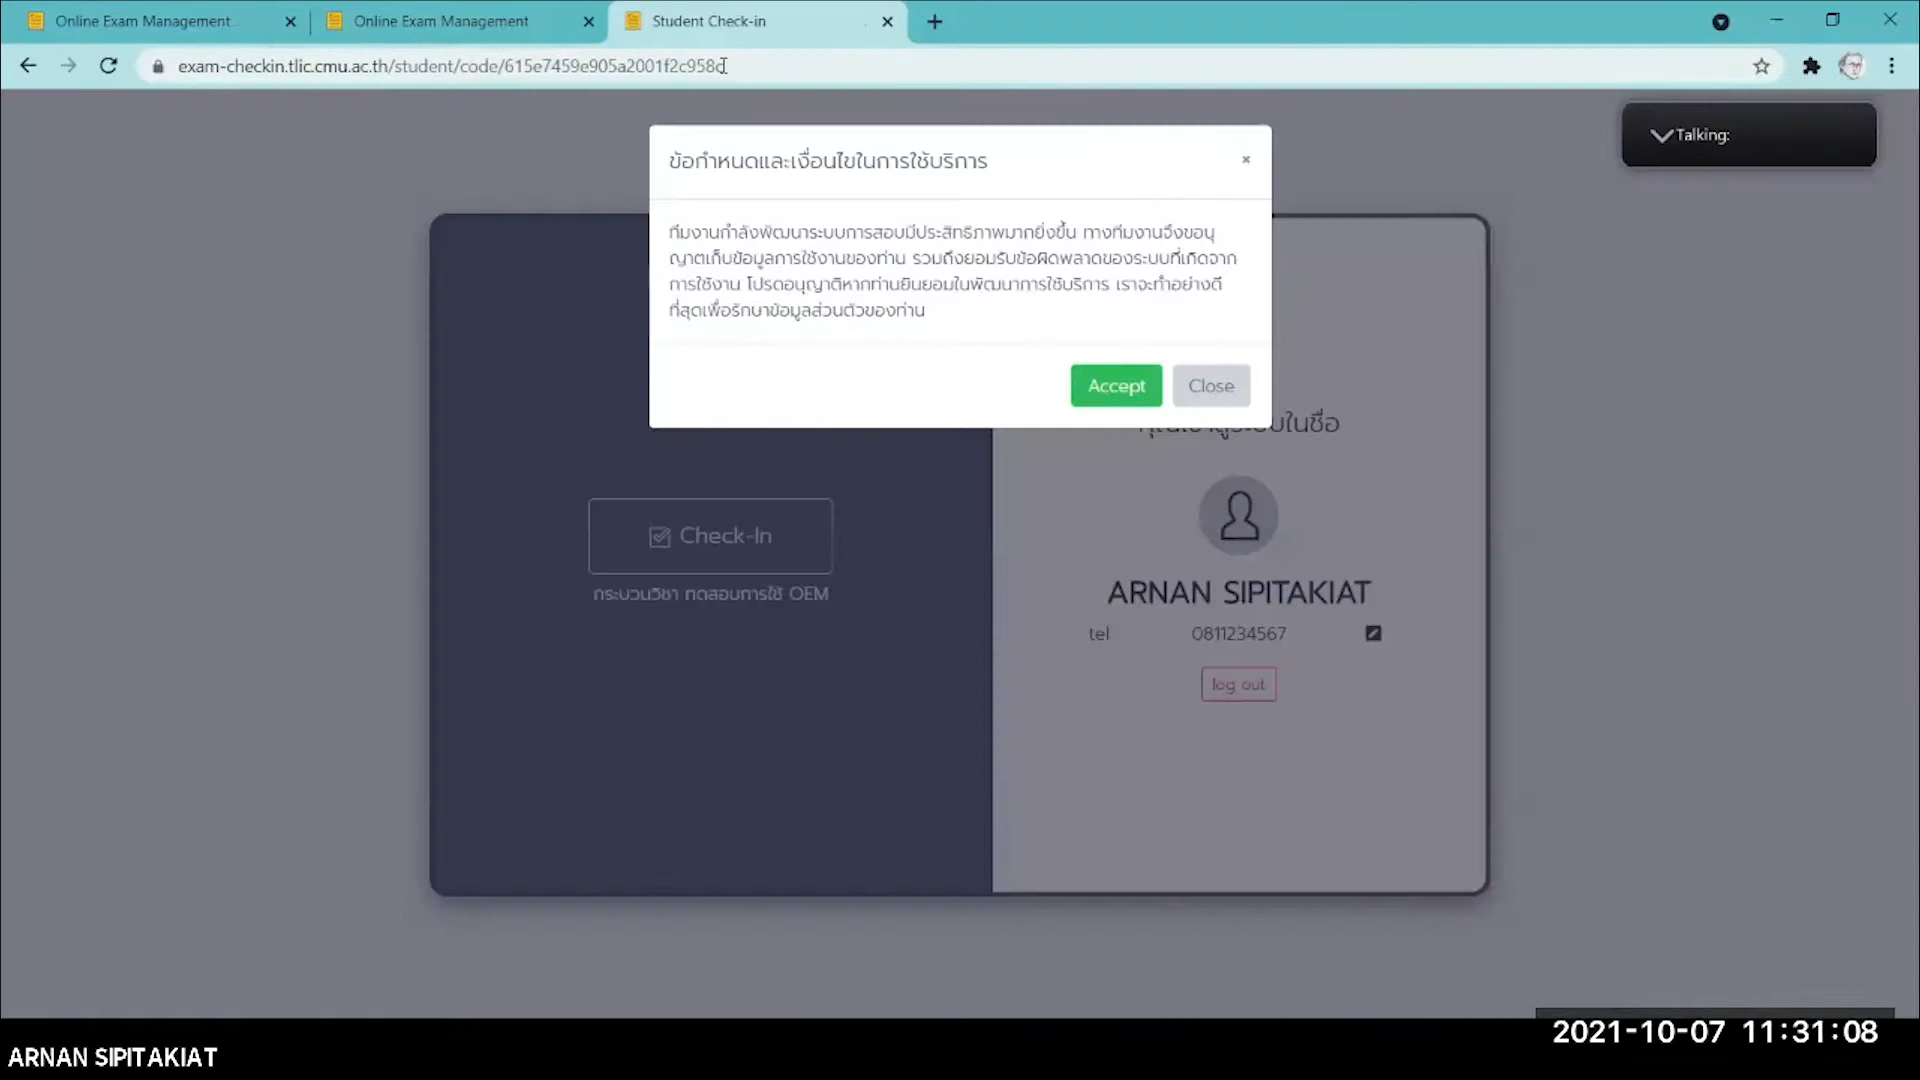 Online Exam Management
Online Exam Management
Student Check-in
exam-checkin.tlic.cmu.ac.th/student/code/615e7459e905a2001f2c958c
Talking:
ข้อกำหนดและเงื่อนไขในการใช้บริการ
ทีมงานกำลังพัฒนาระบบการสอบมีประสิทธิภาพมากยิ่งขึ้น ทางทีมงานจึงขออนุ
ญาตเก็บข้อมูลการใช้งานของท่าน รวมถึงยอมรับข้อผิดพลาดของระบบที่เกิดจาก
การใช้งาน โปรดอนุญาติหากท่านยินยอมในพัฒนาการใช้บริการ เราจะทำอย่างดี
ที่สุดเพื่อรักษาข้อมูลส่วนตัวของท่าน
Accept
Close
คุณเข้าสู่ระบบในชื่อ
Check-In
กระบวนวิชา ทดสอบการใช้ OEM
ARNAN SIPITAKIAT
tel 0811234567
log out
2021-10-07 11:31:08
ARNAN SIPITAKIAT